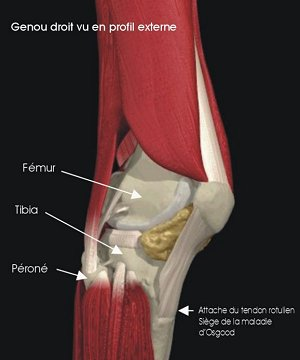 Genou droit vu en profil externe
Fémur
Tibia
Péroné
Attache du tendon rotulien
Siège de la maladie
d'Osgood